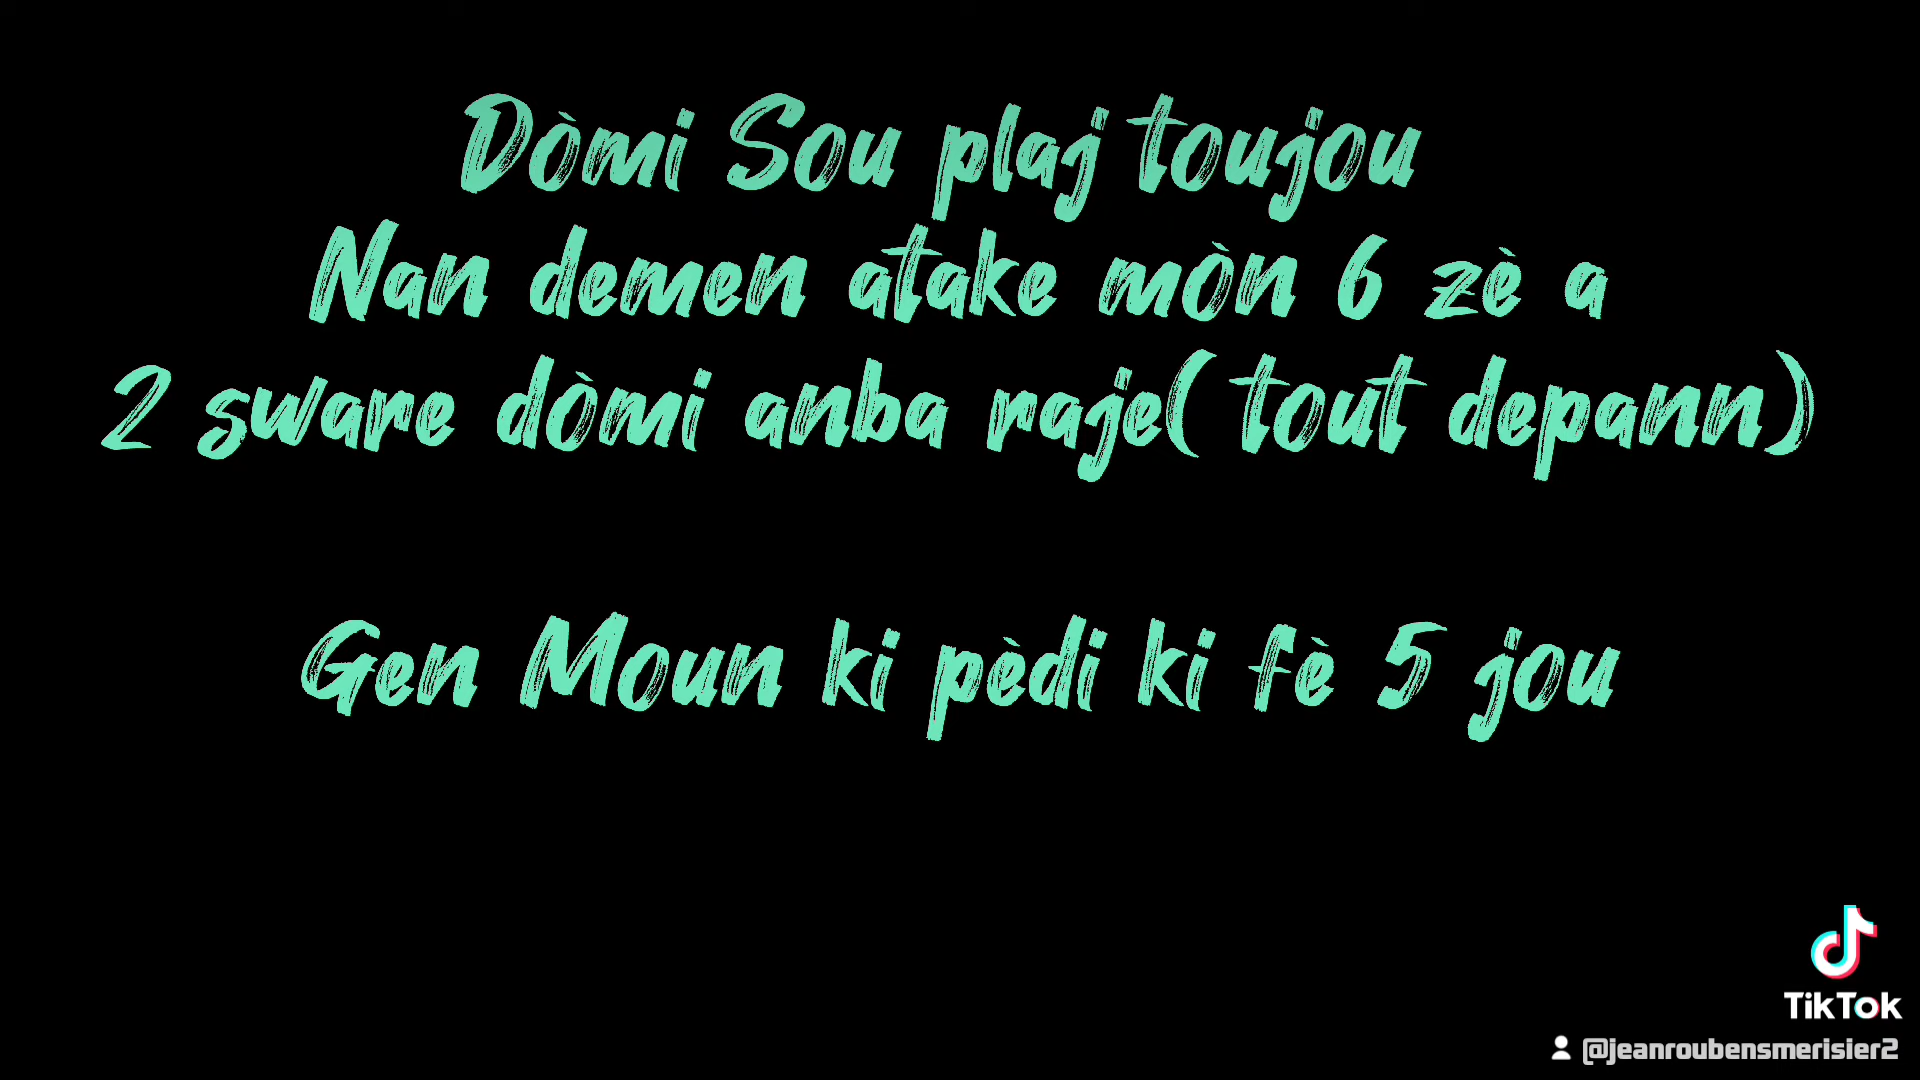 Dòmi Sou plaj toujou
Nan demen atake mòn 6 zè a
2 sware dòmi anba raje( tout depann)
Gen Moun ki pèdi ki fè 5 jou
TikTok
@jeanroubensmerisier2